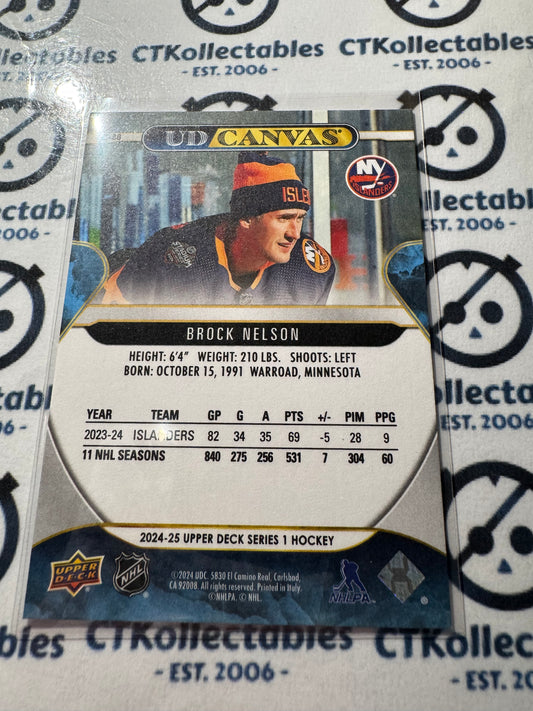 CTKollectables
CTKollectables
- EST. 2006 -
- EST. 2006 -
UD CANVAS
NY
ISLANDERS
ISLE
BROCK NELSON
HEIGHT: 6'4" WEIGHT: 210 LBS. SHOOTS: LEFT
BORN: OCTOBER 15, 1991 WARROAD, MINNESOTA
YEAR TEAM GP G A PTS +/- PIM PPG
2023-24 ISLANDERS 82 34 35 69 -5 28 9
11 NHL SEASONS 840 275 256 531 7 304 60
2024-25 UPPER DECK SERIES 1 HOCKEY
UPPER
DECK
NHL
©2024 UDC. 5830 El Camino Real, Carlsbad,
CA 92008. All rights reserved. Printed in Italy.
©NHLPA. © NHL.
NHLPA
®
CTKollectables
CTKollectables
- EST. 2006 -
- EST. 2006 -